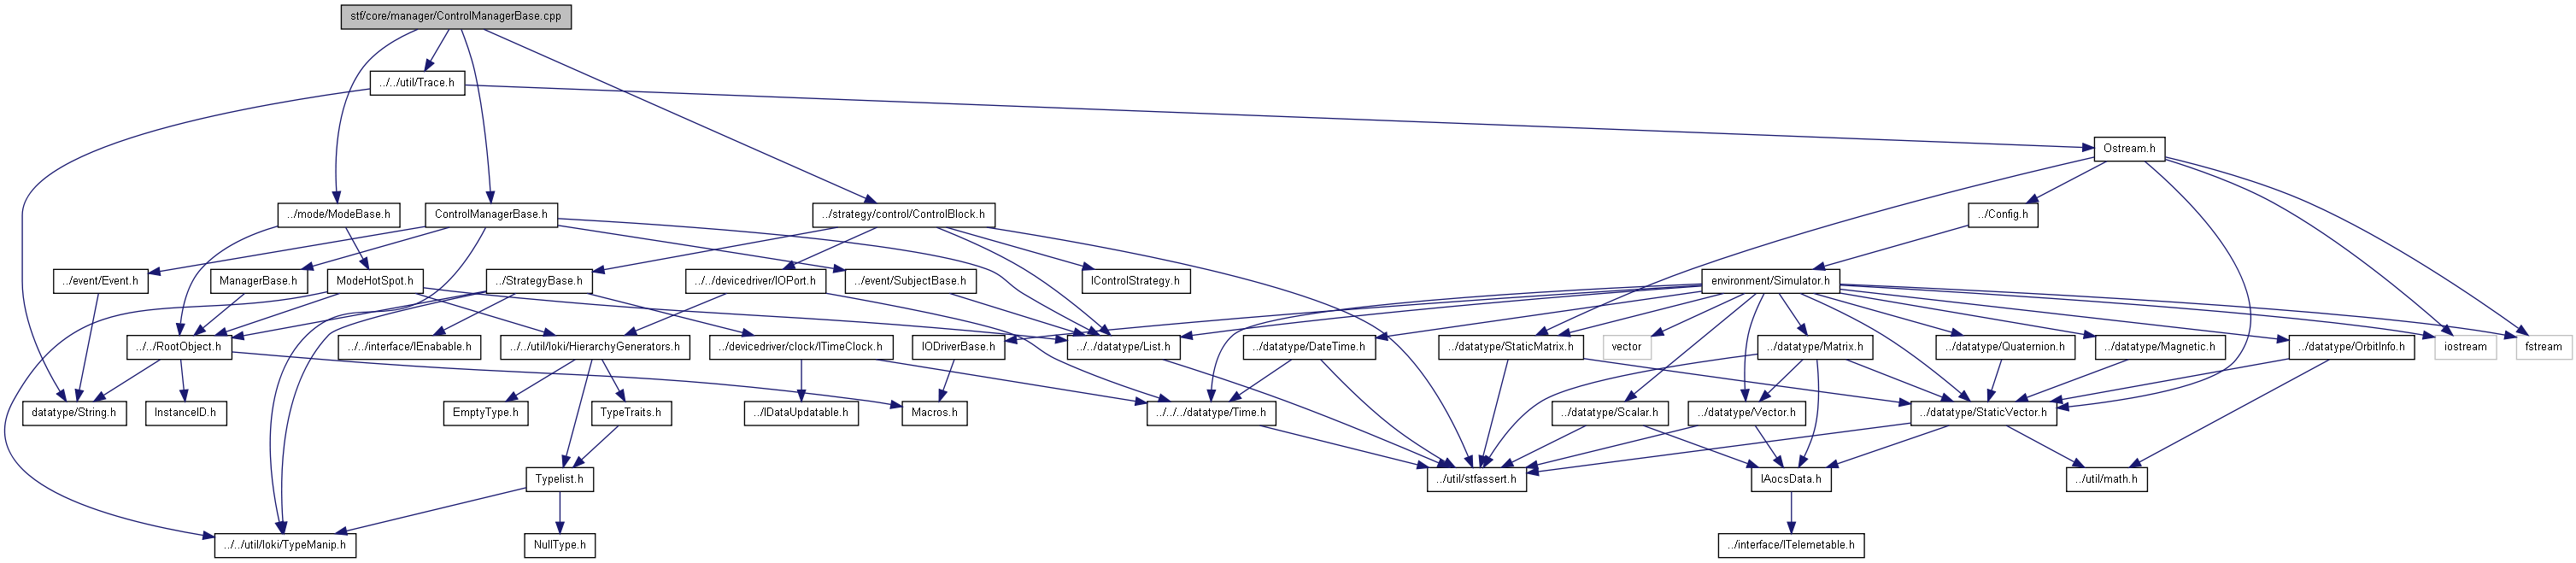 stf/core/manager/ControlManagerBase.cpp
../../util/Trace.h
Ostream.h
../mode/ModeBase.h
ControlManagerBase.h
../strategy/control/ControlBlock.h
../Config.h
../event/Event.h
ManagerBase.h
ModeHotSpot.h
../StrategyBase.h
../../devicedriver/IOPort.h
../event/SubjectBase.h
IControlStrategy.h
environment/Simulator.h
../../RootObject.h
../../interface/IEnabable.h
../../util/loki/HierarchyGenerators.h
../devicedriver/clock/ITimeClock.h
IODriverBase.h
../../datatype/List.h
../datatype/DateTime.h
../datatype/StaticMatrix.h
vector
../datatype/Matrix.h
../datatype/Quaternion.h
../datatype/Magnetic.h
../datatype/OrbitInfo.h
iostream
fstream
datatype/String.h
InstanceID.h
EmptyType.h
TypeTraits.h
../IDataUpdatable.h
Macros.h
../../../datatype/Time.h
../datatype/Scalar.h
../datatype/Vector.h
../datatype/StaticVector.h
Typelist.h
../util/stfassert.h
IAocsData.h
../util/math.h
../../util/loki/TypeManip.h
NullType.h
../interface/ITelemetable.h